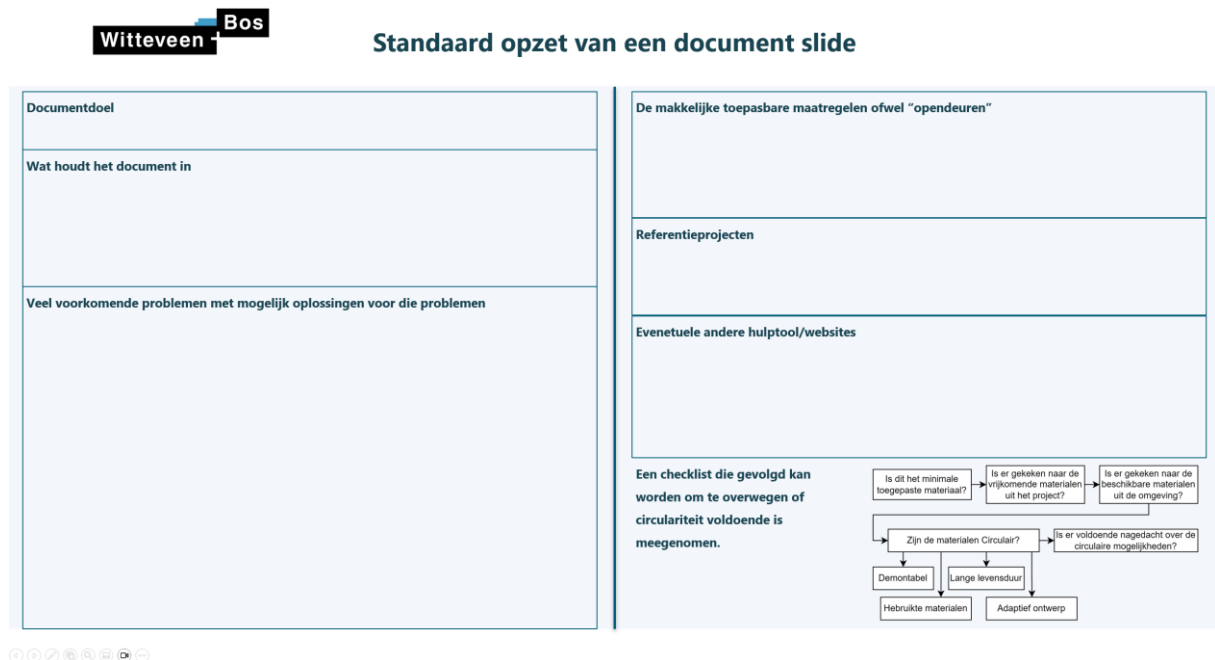 Witteveen + Bos
Standaard opzet van een document slide
Documentdoel
Wat houdt het document in
Veel voorkomende problemen met mogelijk oplossingen voor die problemen
De makkelijke toepasbare maatregelen ofwel “opendeuren”
Referentieprojecten
Evenetuele andere hulptool/websites
Een checklist die gevolgd kan
worden om te overwegen of
circulariteit voldoende is
meegenomen.
Is dit het minimale
toegepaste materiaal?
Is er gekeken naar de
vrijkomende materialen
uit het project?
Is er gekeken naar de
beschikbare materialen
uit de omgeving?
Zijn de materialen Circulair?
Is er voldoende nagedacht over de
circulaire mogelijkheden?
Demontabel
Lange levensduur
Hebruikte materialen
Adaptief ontwerp